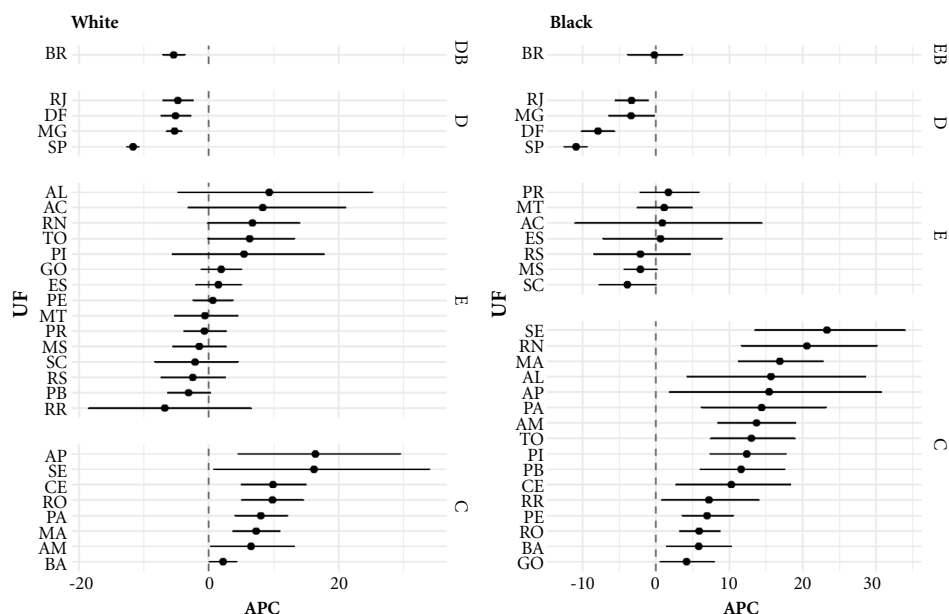 White
BR
DB
RJ
DF
MG
SP
D
AL
AC
RN
TO
PI
GO
ES
PE
MT
PR
MS
SC
RS
PB
RR
E
AP
SE
CE
RO
PA
MA
AM
BA
C
UF
-20 0 20
APC
Black
BR
EB
RJ
MG
DF
SP
D
PR
MT
AC
ES
RS
MS
SC
E
SE
RN
MA
AL
AP
PA
AM
TO
PI
PB
CE
RR
PE
RO
BA
GO
C
UF
-10 0 10 20 30
APC